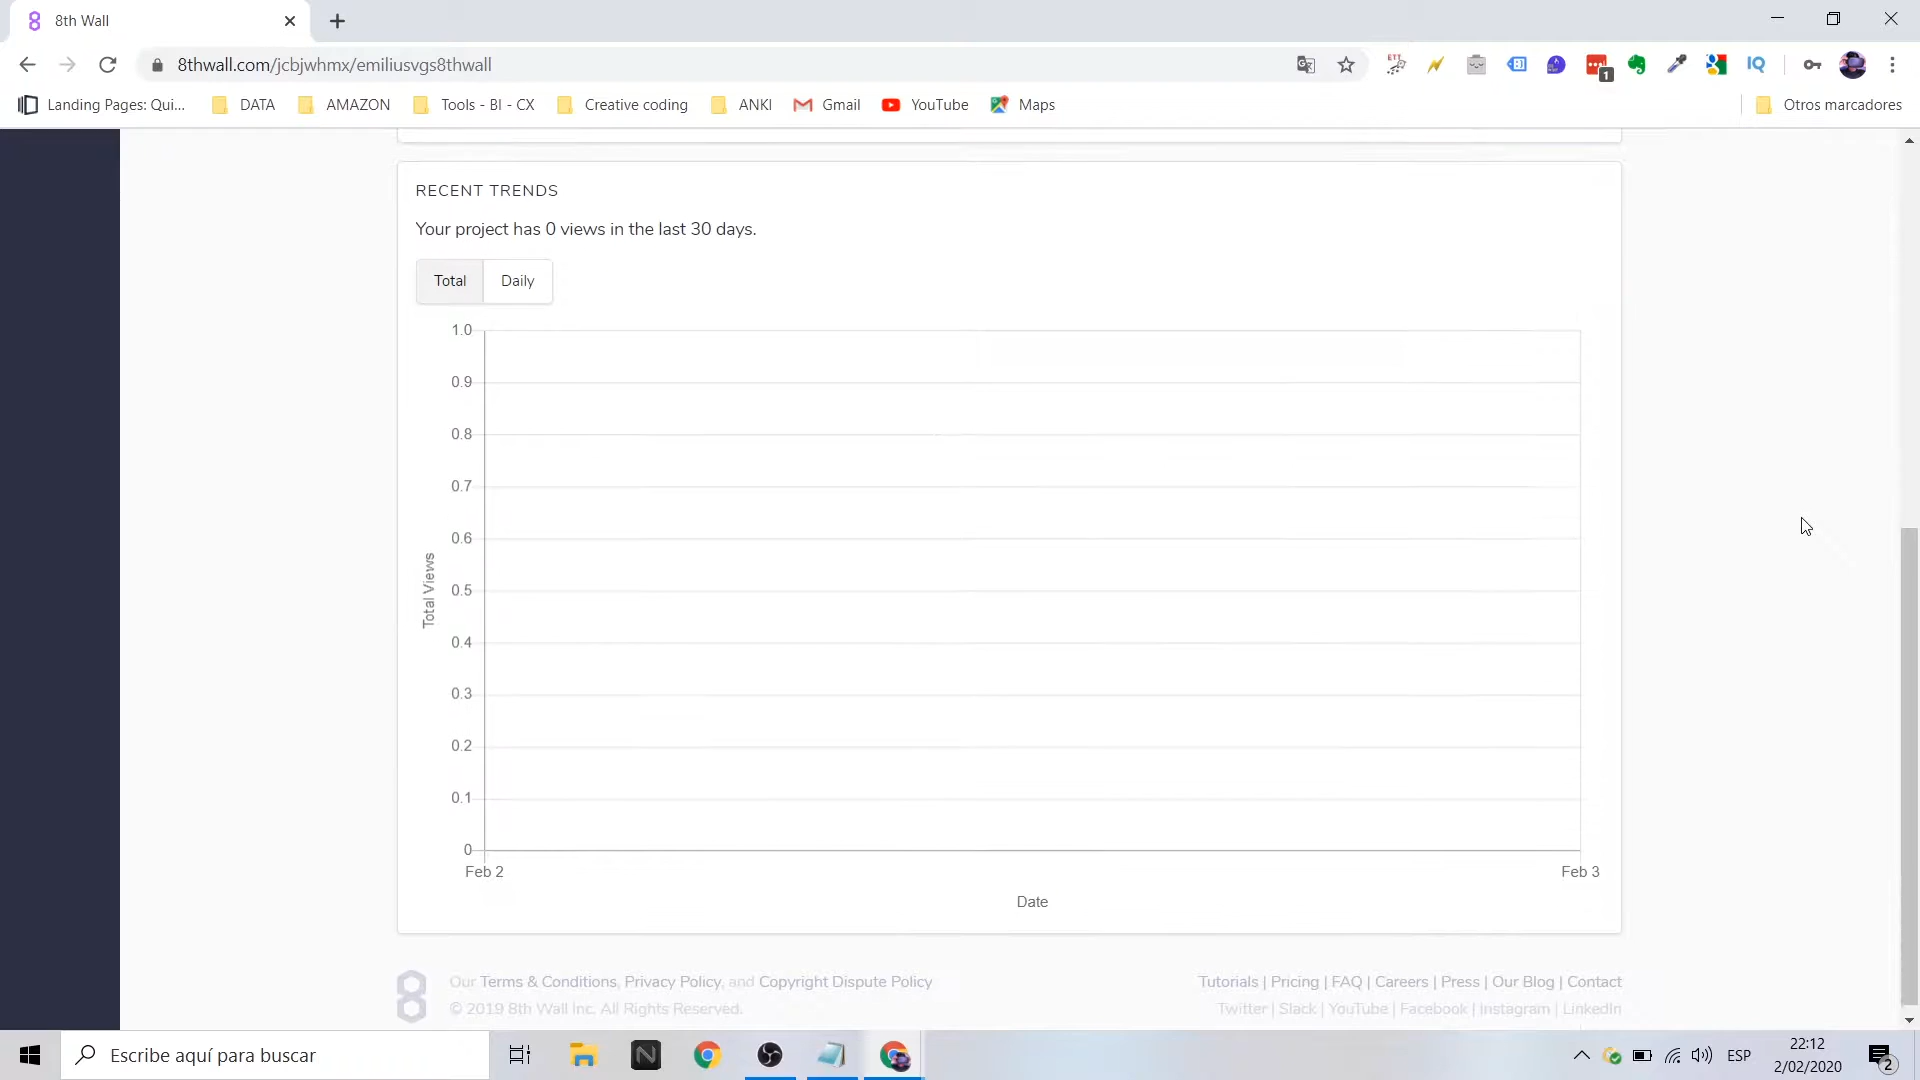 8th Wall
8thwall.com/jcbjwhmx/emiliusvgs8thwall
ETT
1
IQ
Landing Pages: Qui...
DATA
AMAZON
Tools - BI - CX
Creative coding
ANKI
Gmail
YouTube
Maps
Otros marcadores
RECENT TRENDS
Your project has 0 views in the last 30 days.
Total
Daily
1.0
0.9
0.8
0.7
0.6
0.5
0.4
0.3
0.2
0.1
0
Total Views
Feb 2
Feb 3
Date
Our Terms & Conditions, Privacy Policy, and Copyright Dispute Policy
© 2019 8th Wall Inc. All Rights Reserved.
Tutorials | Pricing | FAQ | Careers | Press | Our Blog | Contact
Twitter | Slack | YouTube | Facebook | Instagram | LinkedIn
Escribe aquí para buscar
N
ESP
22:12
2/02/2020
2